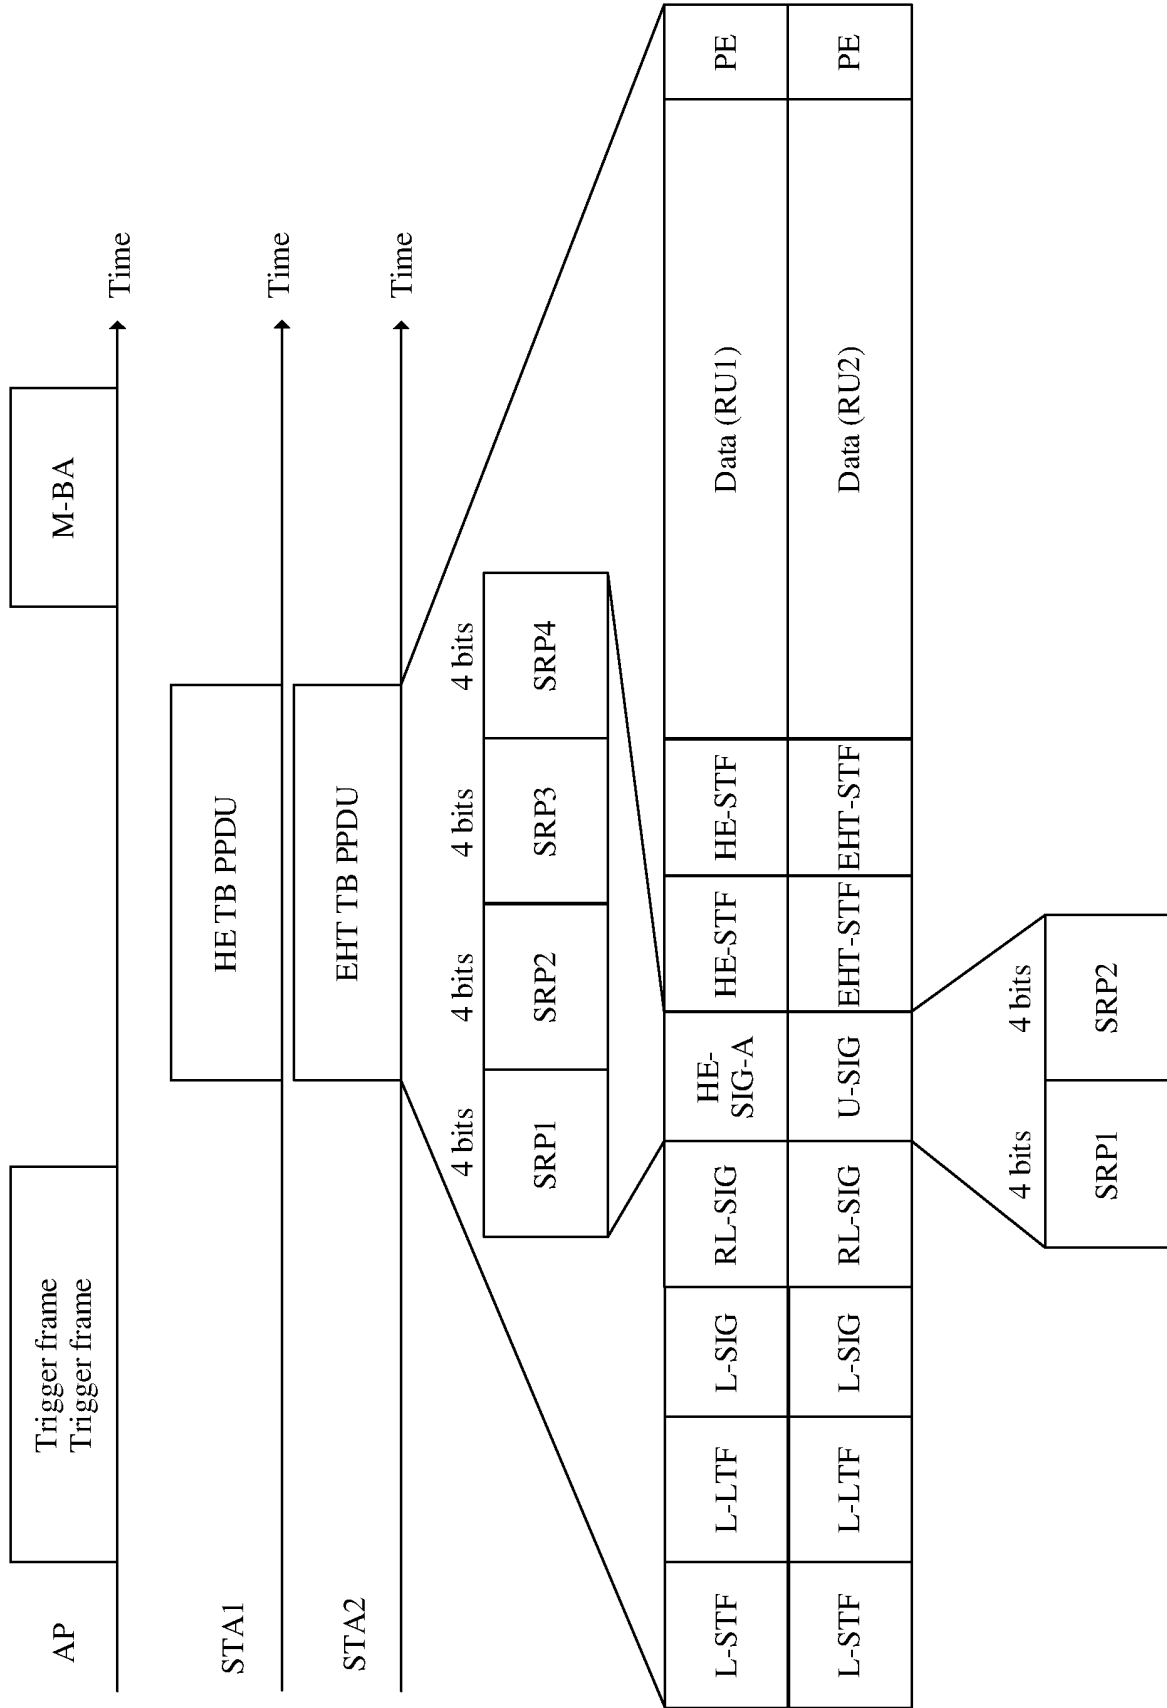 AP
Trigger frame
Trigger frame
M-BA
Time
STA1
HE TB PPDU
Time
STA2
EHT TB PPDU
Time
4 bits
4 bits
4 bits
4 bits
SRP1
SRP2
SRP3
SRP4
L-STF
L-LTF
L-SIG
RL-SIG
HE-
SIG-A
HE-STF
HE-STF
Data (RU1)
PE
L-STF
L-LTF
L-SIG
RL-SIG
U-SIG
EHT-STF
EHT-STF
Data (RU2)
PE
4 bits
4 bits
SRP1
SRP2